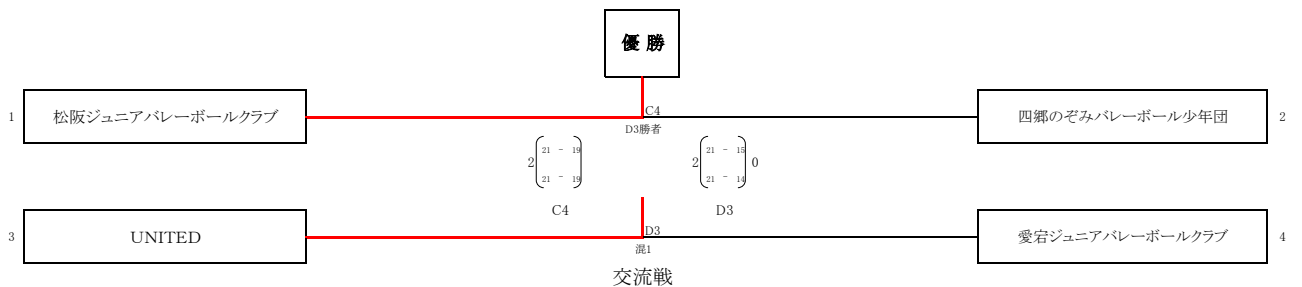 優 勝
1 松阪ジュニアバレーボールクラブ C4 四郷のぞみバレーボール少年団 2
D3勝者
21 - 19 21 - 15
2 2 0
21 - 19 21 - 14
C4 D3
3 UNITED D3 愛宕ジュニアバレーボールクラブ 4
混1
交流戦